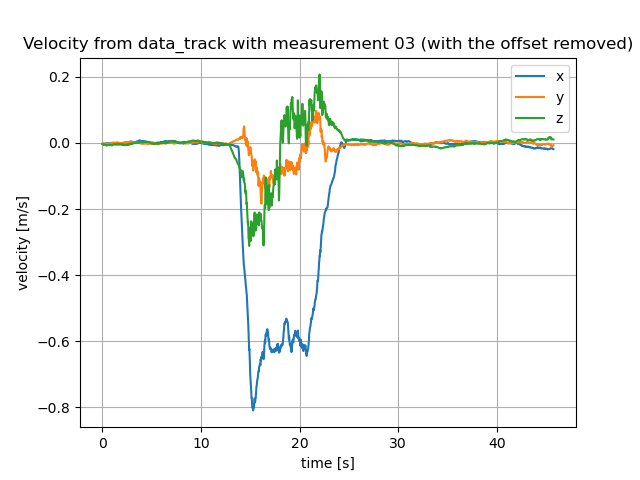 Velocity from data_track with measurement 03 (with the offset removed)
x
y
z
0.2
0.0
−0.2
−0.4
−0.6
−0.8
velocity [m/s]
0
10
20
30
40
time [s]